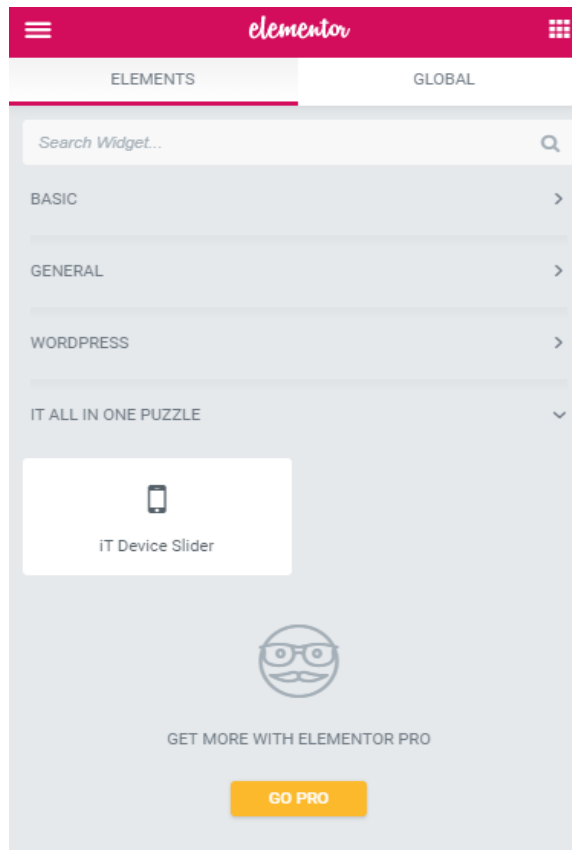 elementor
ELEMENTS GLOBAL
Search Widget...
BASIC
GENERAL
WORDPRESS
IT ALL IN ONE PUZZLE
iT Device Slider
GET MORE WITH ELEMENTOR PRO
GO PRO